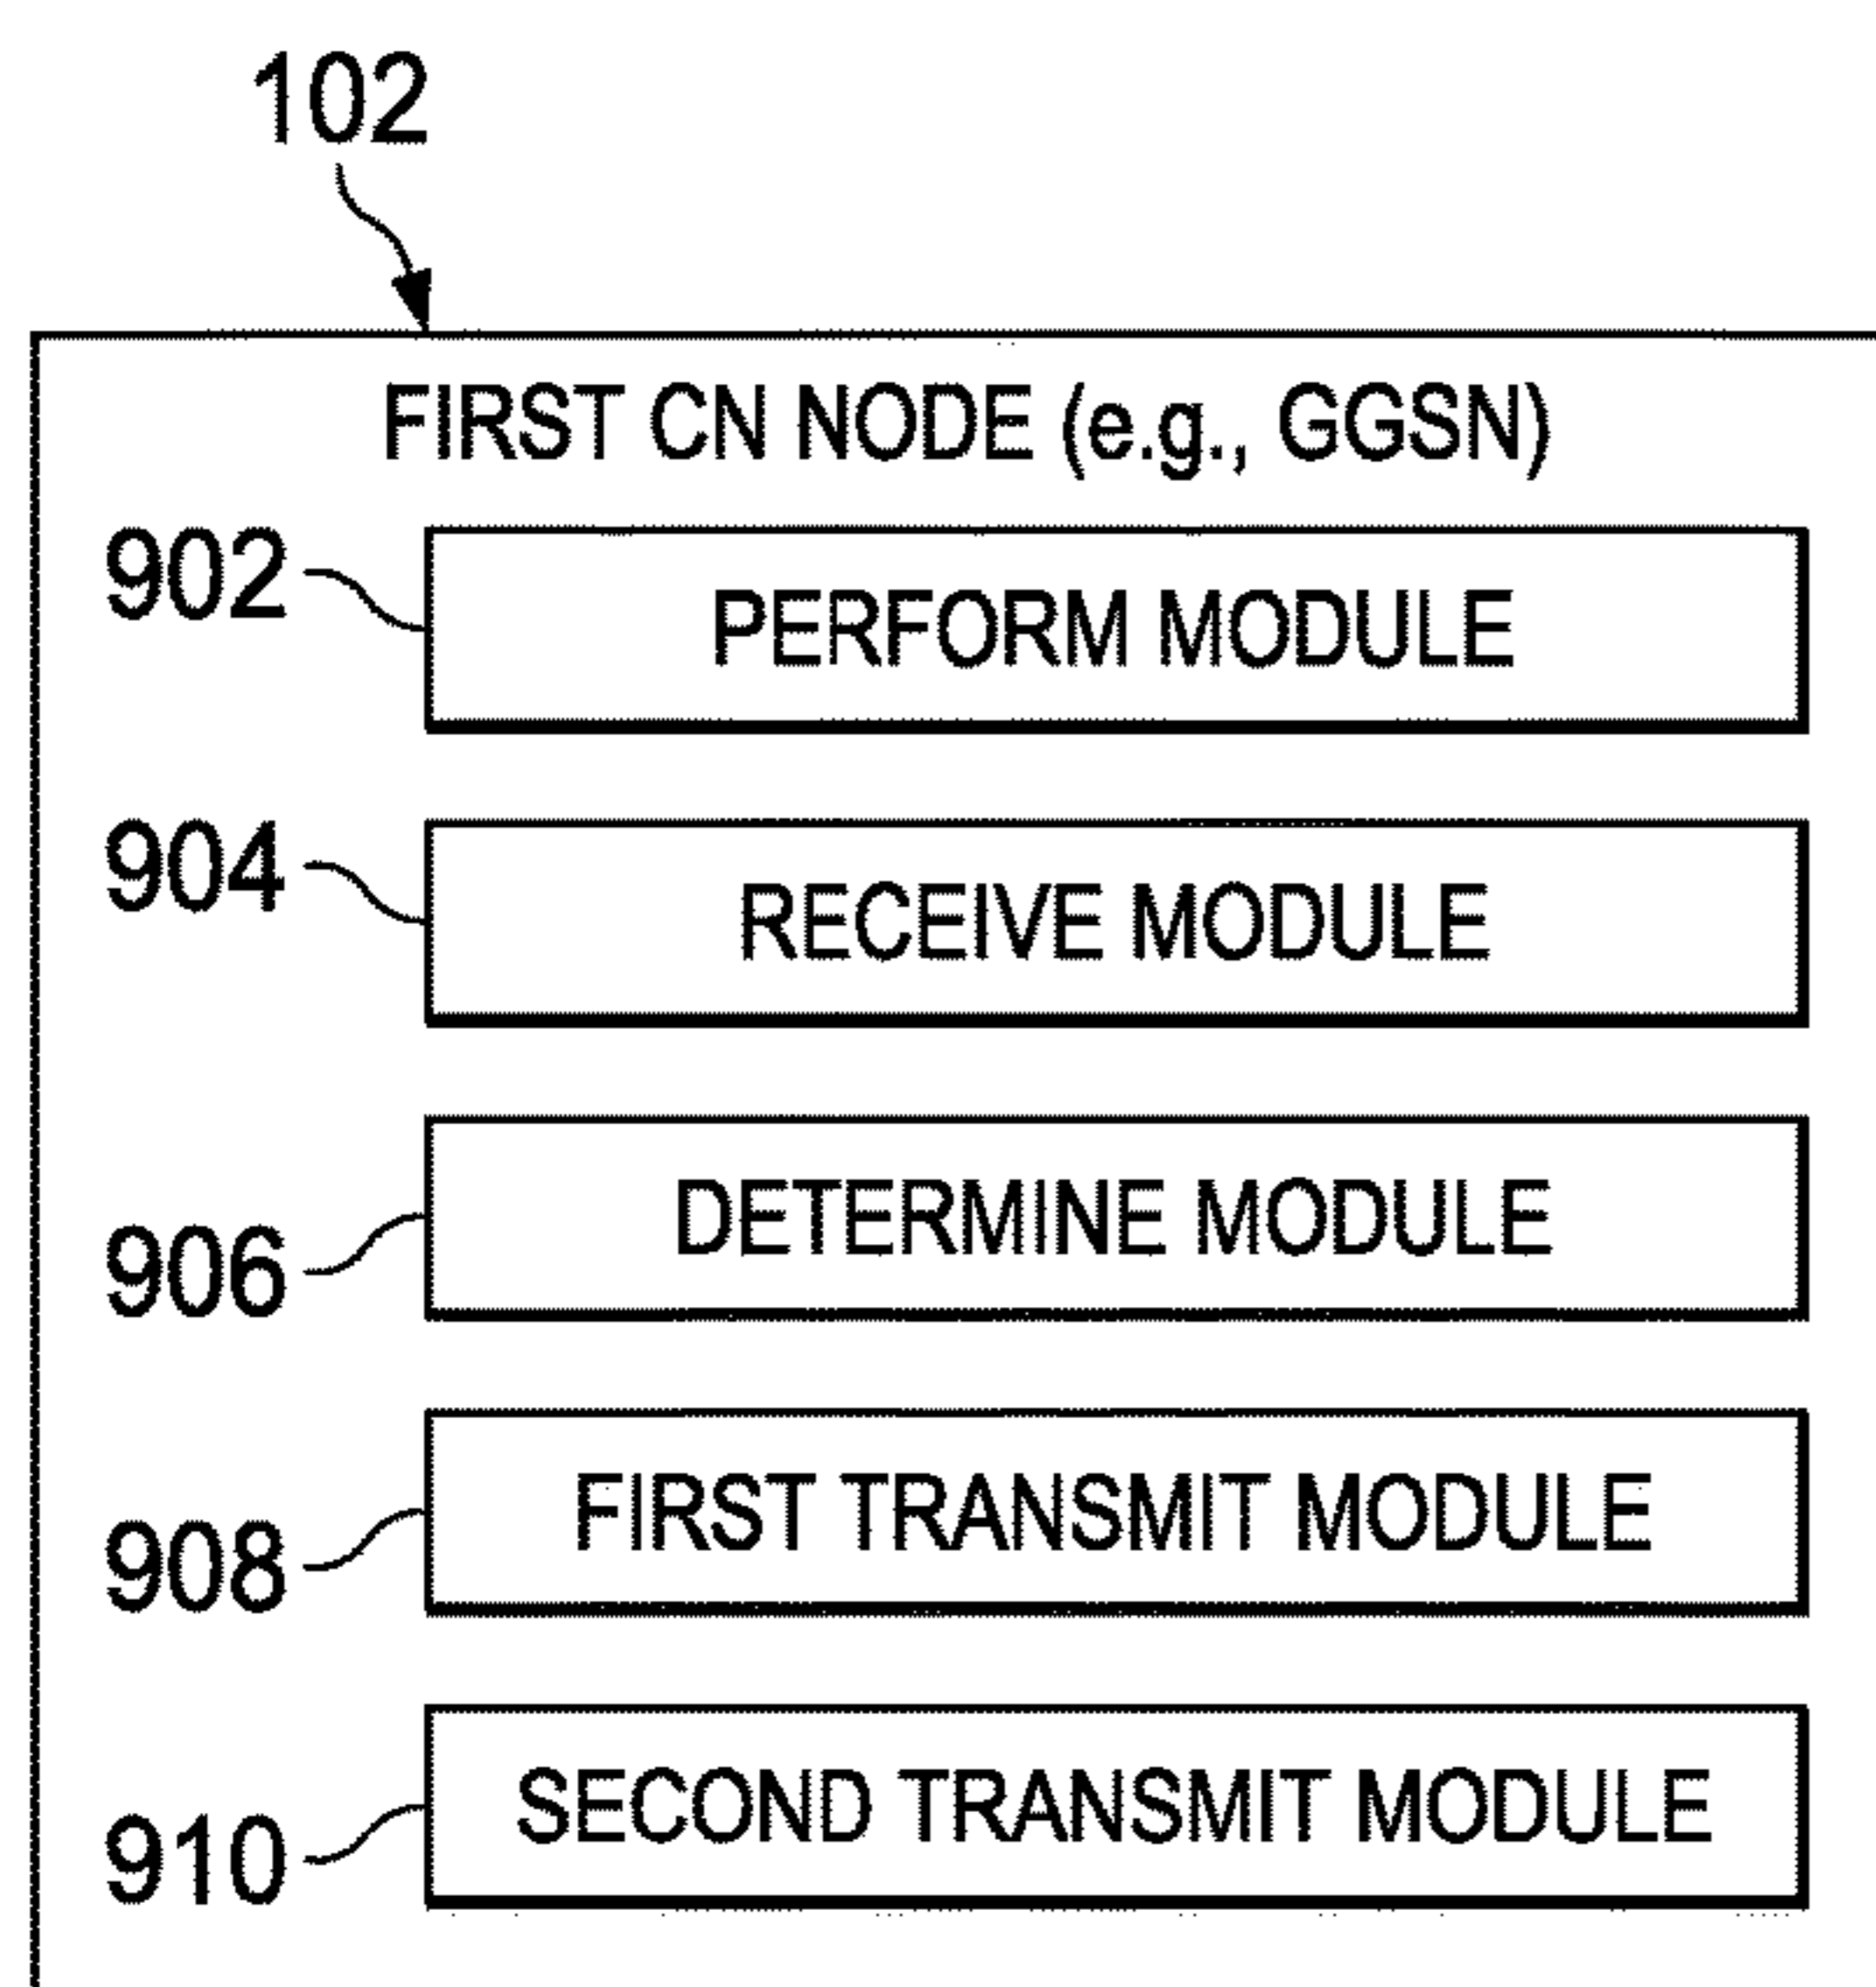 102
FIRST CN NODE (e.g., GGSN)
902
PERFORM MODULE
904
RECEIVE MODULE
906
DETERMINE MODULE
908
FIRST TRANSMIT MODULE
910
SECOND TRANSMIT MODULE